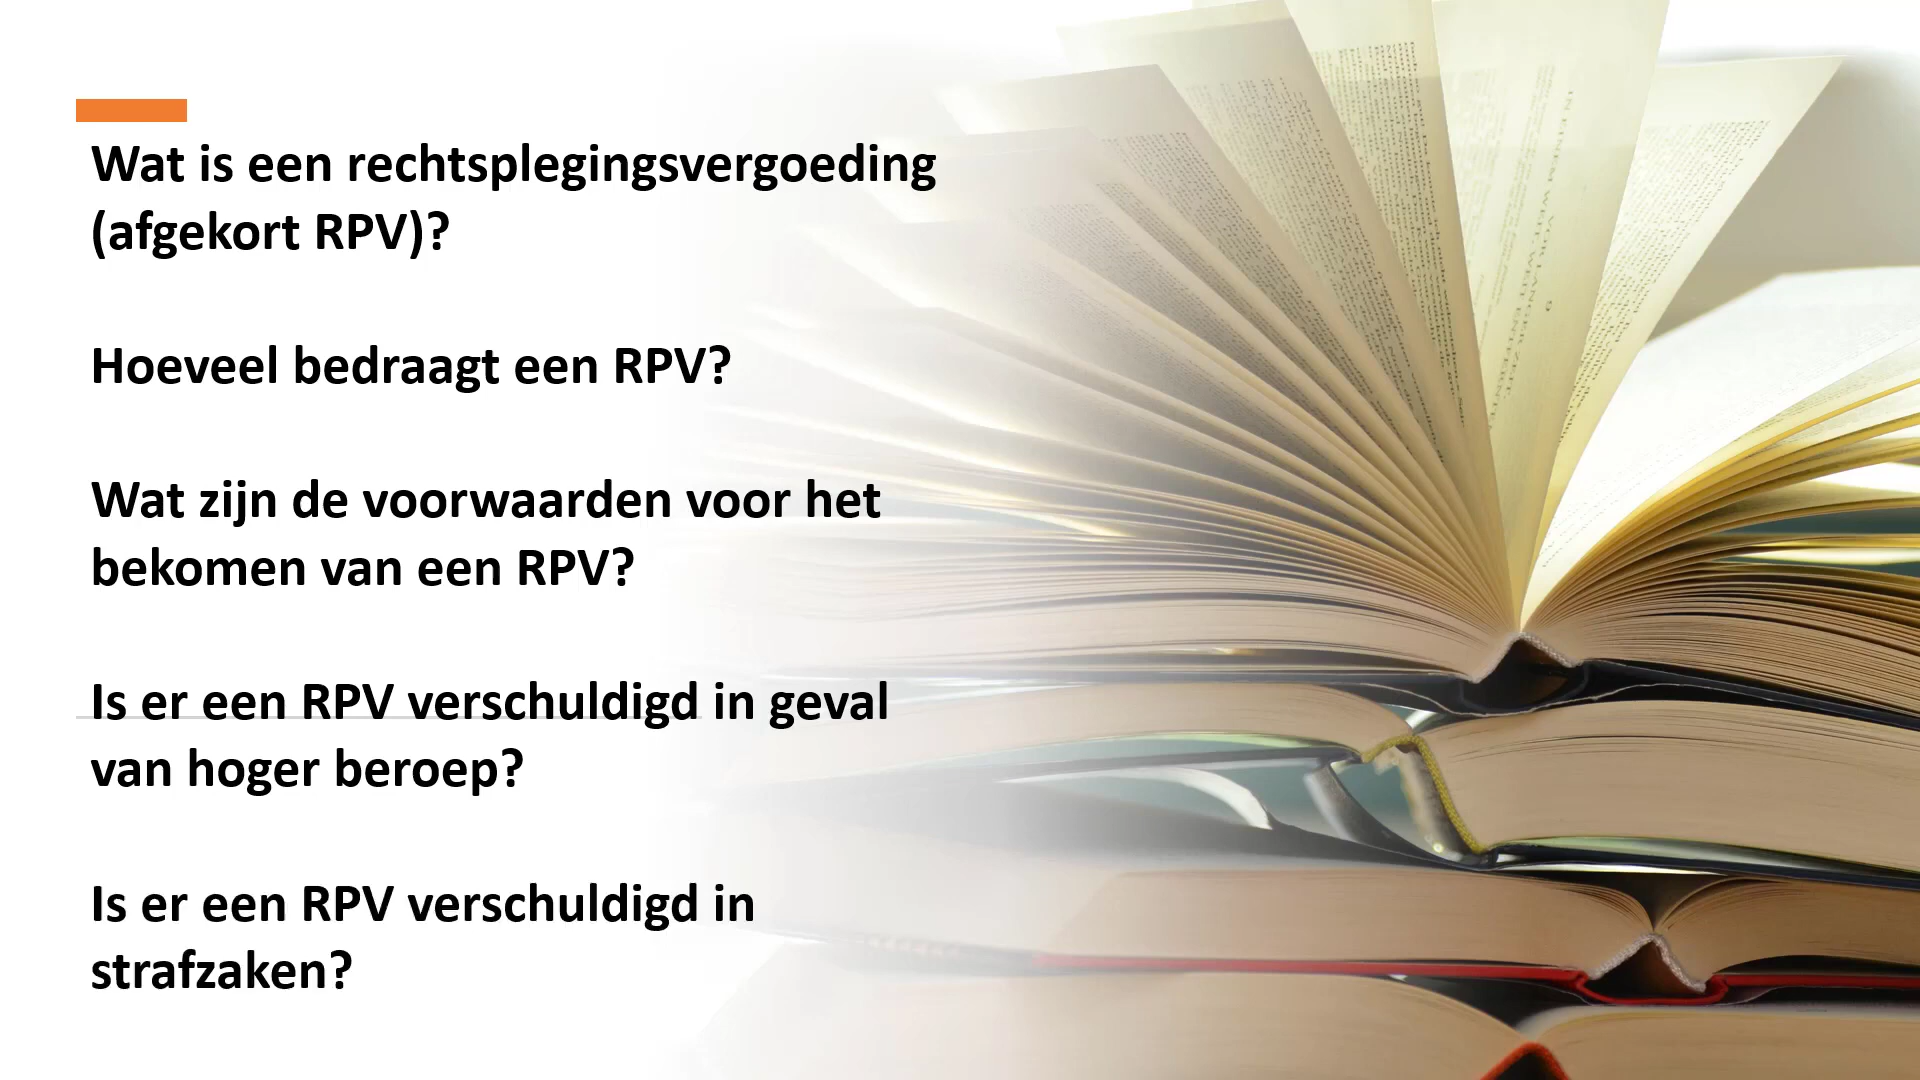 Wat is een rechtsplegingsvergoeding
(afgekort RPV)?
Hoeveel bedraagt een RPV?
Wat zijn de voorwaarden voor het
bekomen van een RPV?
Is er een RPV verschuldigd in geval
van hoger beroep?
Is er een RPV verschuldigd in
strafzaken?